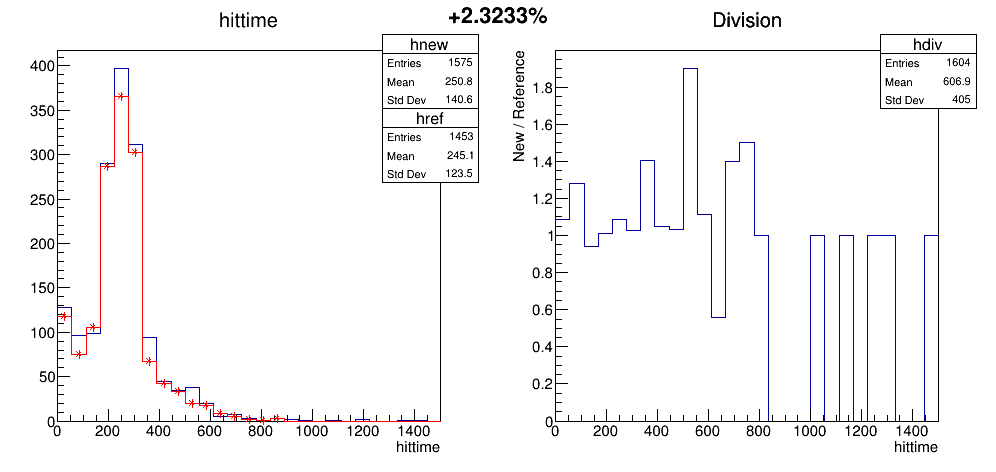 +2.3233%
hittime
hnew
Entries 1575
Mean 250.8
Std Dev 140.6
href
Entries 1453
Mean 245.1
Std Dev 123.5
400
350
300
250
200
150
100
50
0
0 200 400 600 800 1000 1200 1400
hittime
Division
hdiv
Entries 1604
Mean 606.9
Std Dev 405
New / Reference
1.8
1.6
1.4
1.2
1
0.8
0.6
0.4
0.2
0
0 200 400 600 800 1000 1200 1400
hittime